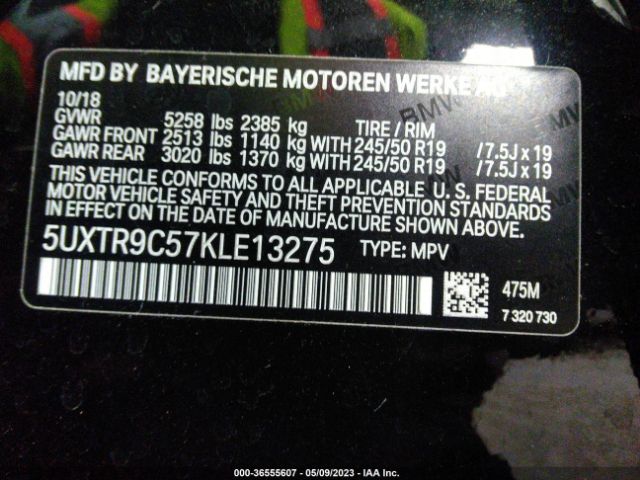 MFD BY BAYERISCHE MOTOREN WERKE AG
10/18
GVWR 5258 lbs 2385 kg TIRE / RIM
GAWR FRONT 2513 lbs 1140 kg WITH 245/50 R19 /7.5J x 19
GAWR REAR 3020 lbs 1370 kg WITH 245/50 R19 /7.5J x 19
THIS VEHICLE CONFORMS TO ALL APPLICABLE U. S. FEDERAL
MOTOR VEHICLE SAFETY AND THEFT PREVENTION STANDARDS
IN EFFECT ON THE DATE OF MANUFACTURE SHOWN ABOVE.
5UXTR9C57KLE13275 TYPE: MPV
475M
7 320 730
BMW
BMW
BMW
BMW
000-36555607 - 05/09/2023 - IAA Inc.